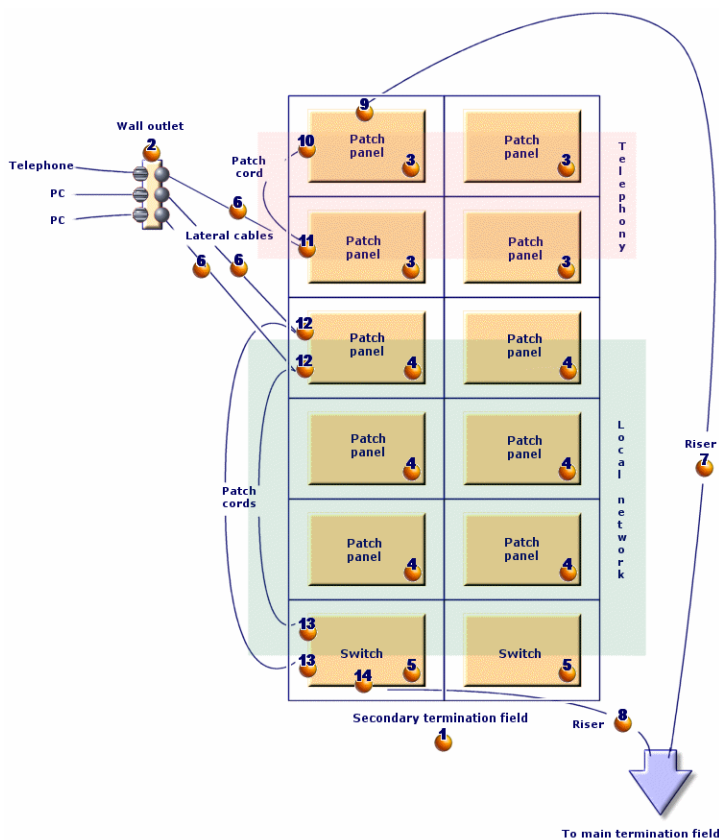 9
Wall outlet
2
10
Patch
panel
3
Patch
panel
3
Telephone
PC
PC
Patch
cord
6
Lateral cables
6
6
11
Patch
panel
3
Patch
panel
3
Telephony
12
12
Patch
panel
4
Patch
panel
4
Patch
panel
4
Patch
panel
4
Local network
Riser
7
Patch
cords
Patch
panel
4
Patch
panel
4
13
13
Switch
5
14
Switch
5
Secondary termination field
1
Riser
8
To main termination field